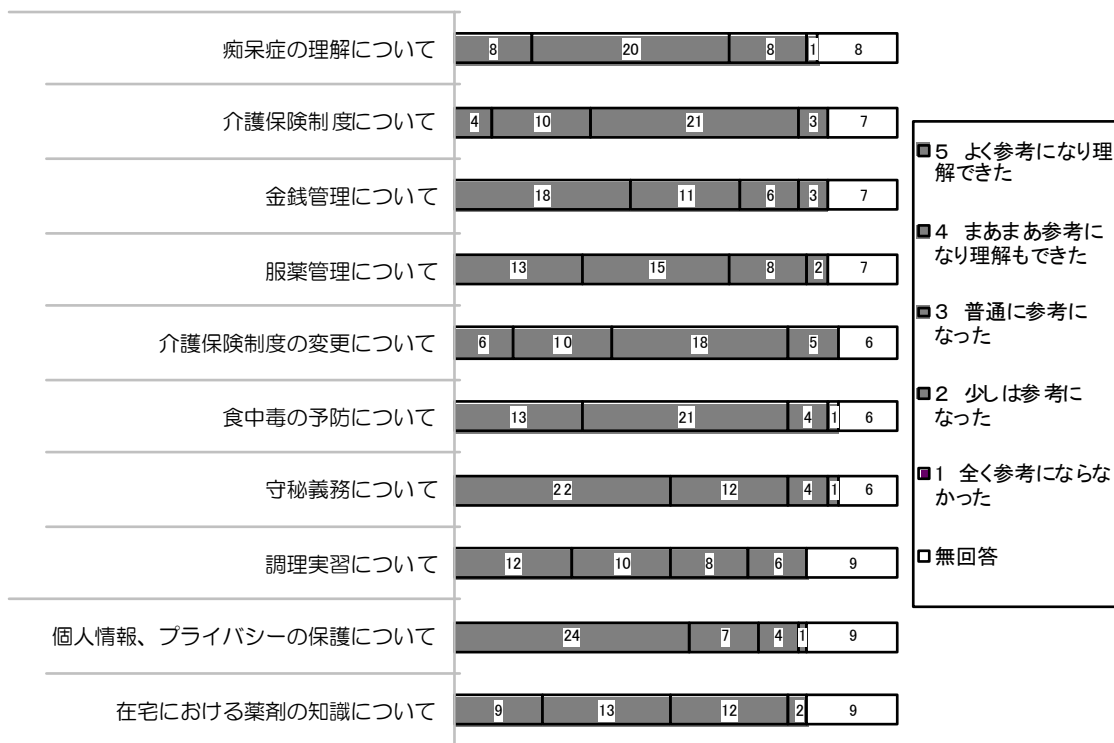 痴呆症の理解について 8 20 8 1 8
介護保険制度について 4 10 21 3 7
金銭管理について 18 11 6 3 7
服薬管理について 13 15 8 2 7
介護保険制度の変更について 6 10 18 5 6
食中毒の予防について 13 21 4 1 6
守秘義務について 22 12 4 1 6
調理実習について 12 10 8 6 9
個人情報、プライバシーの保護について 24 7 4 1 9
在宅における薬剤の知識について 9 13 12 2 9
5 よく参考になり理
解できた
4 まあまあ参考に
なり理解もできた
3 普通に参考に
なった
2 少しは参考に
なった
1 全く参考にならな
かった
無回答